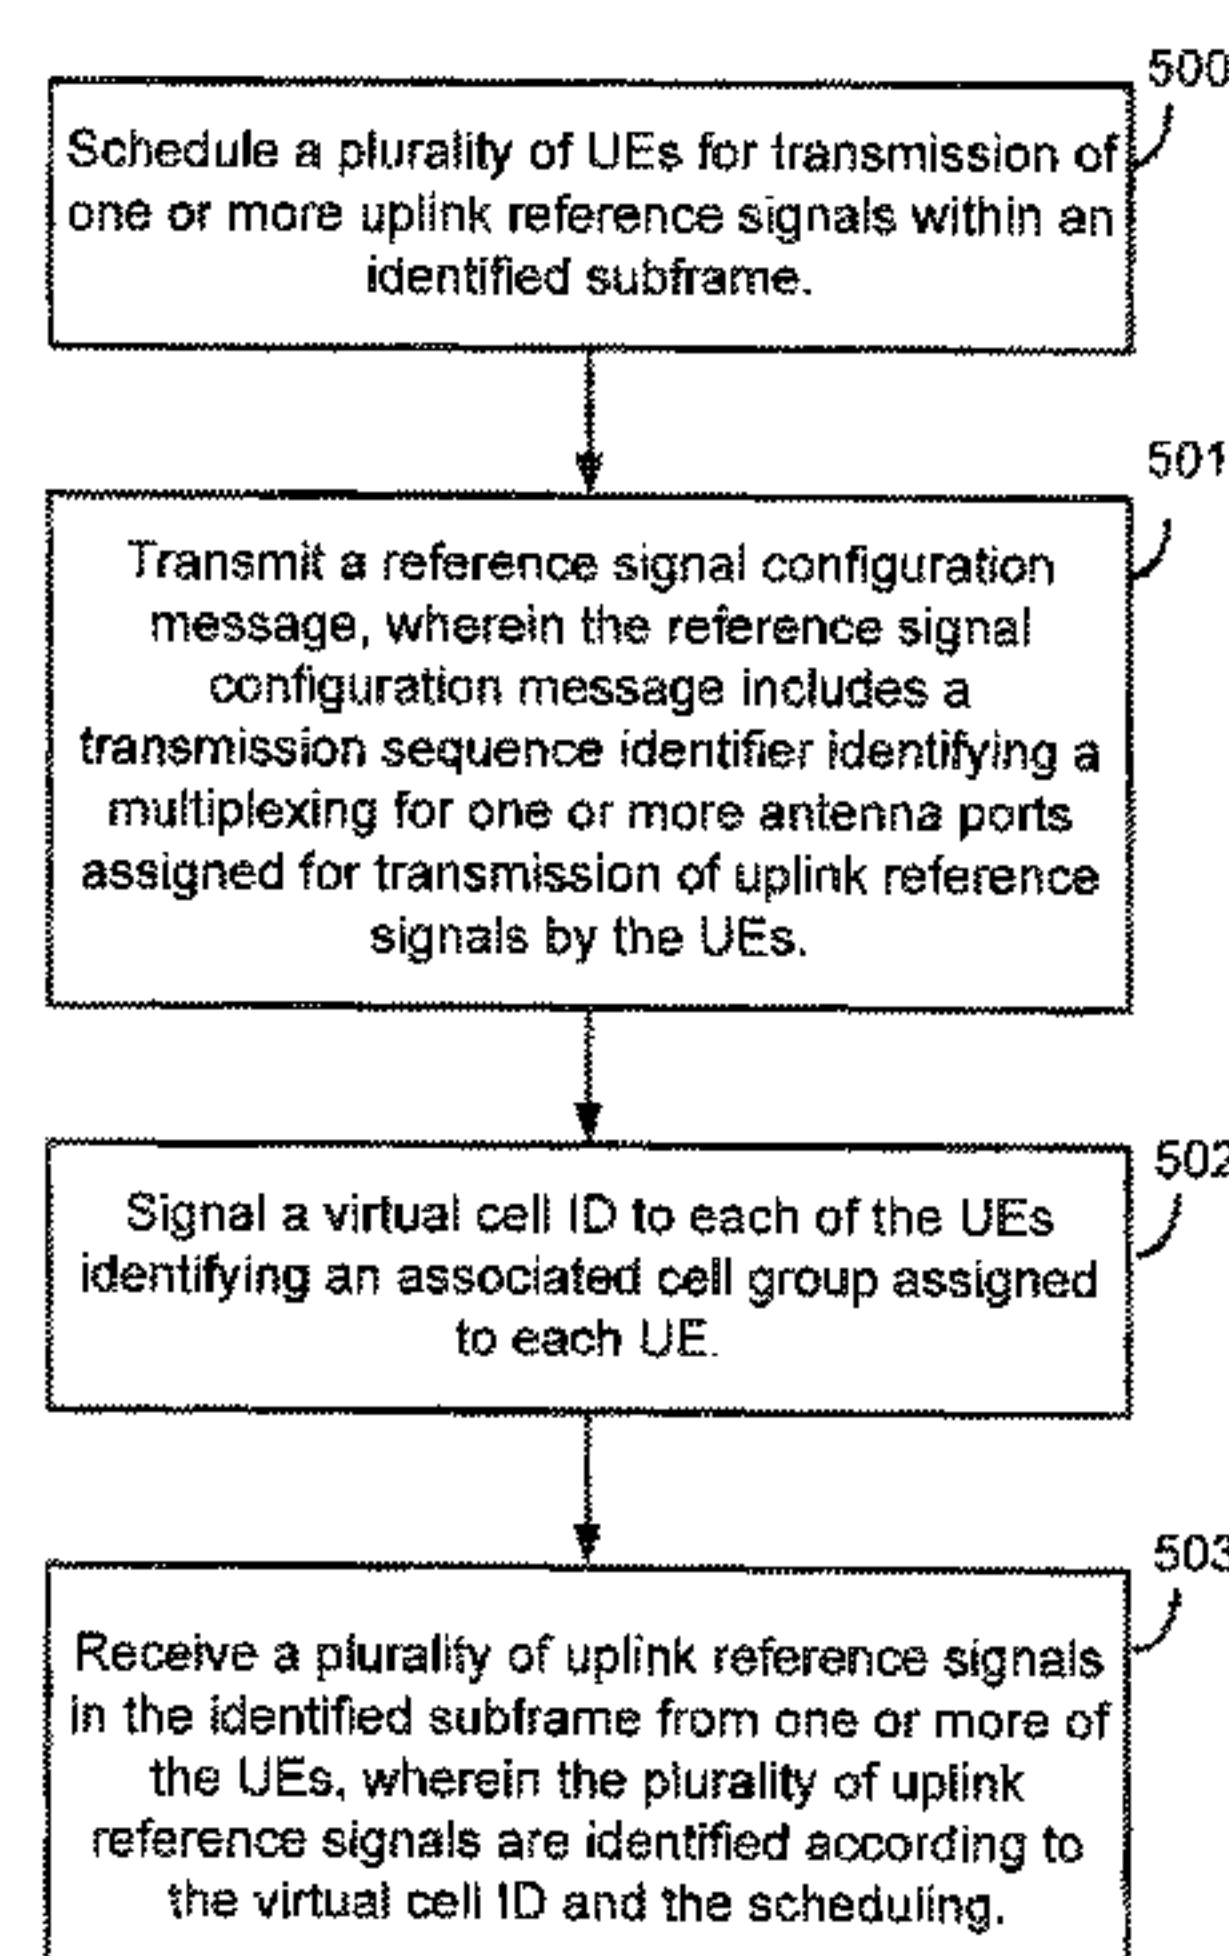 500
Schedule a plurality of UEs for transmission of
one or more uplink reference signals within an
identified subframe.
501
Transmit a reference signal configuration
message, wherein the reference signal
configuration message includes a
transmission sequence identifier identifying a
multiplexing for one or more antenna ports
assigned for transmission of uplink reference
signals by the UEs.
502
Signal a virtual cell ID to each of the UEs
identifying an associated cell group assigned
to each UE.
503
Receive a plurality of uplink reference signals
in the identified subframe from one or more of
the UEs, wherein the plurality of uplink
reference signals are identified according to
the virtual cell ID and the scheduling.